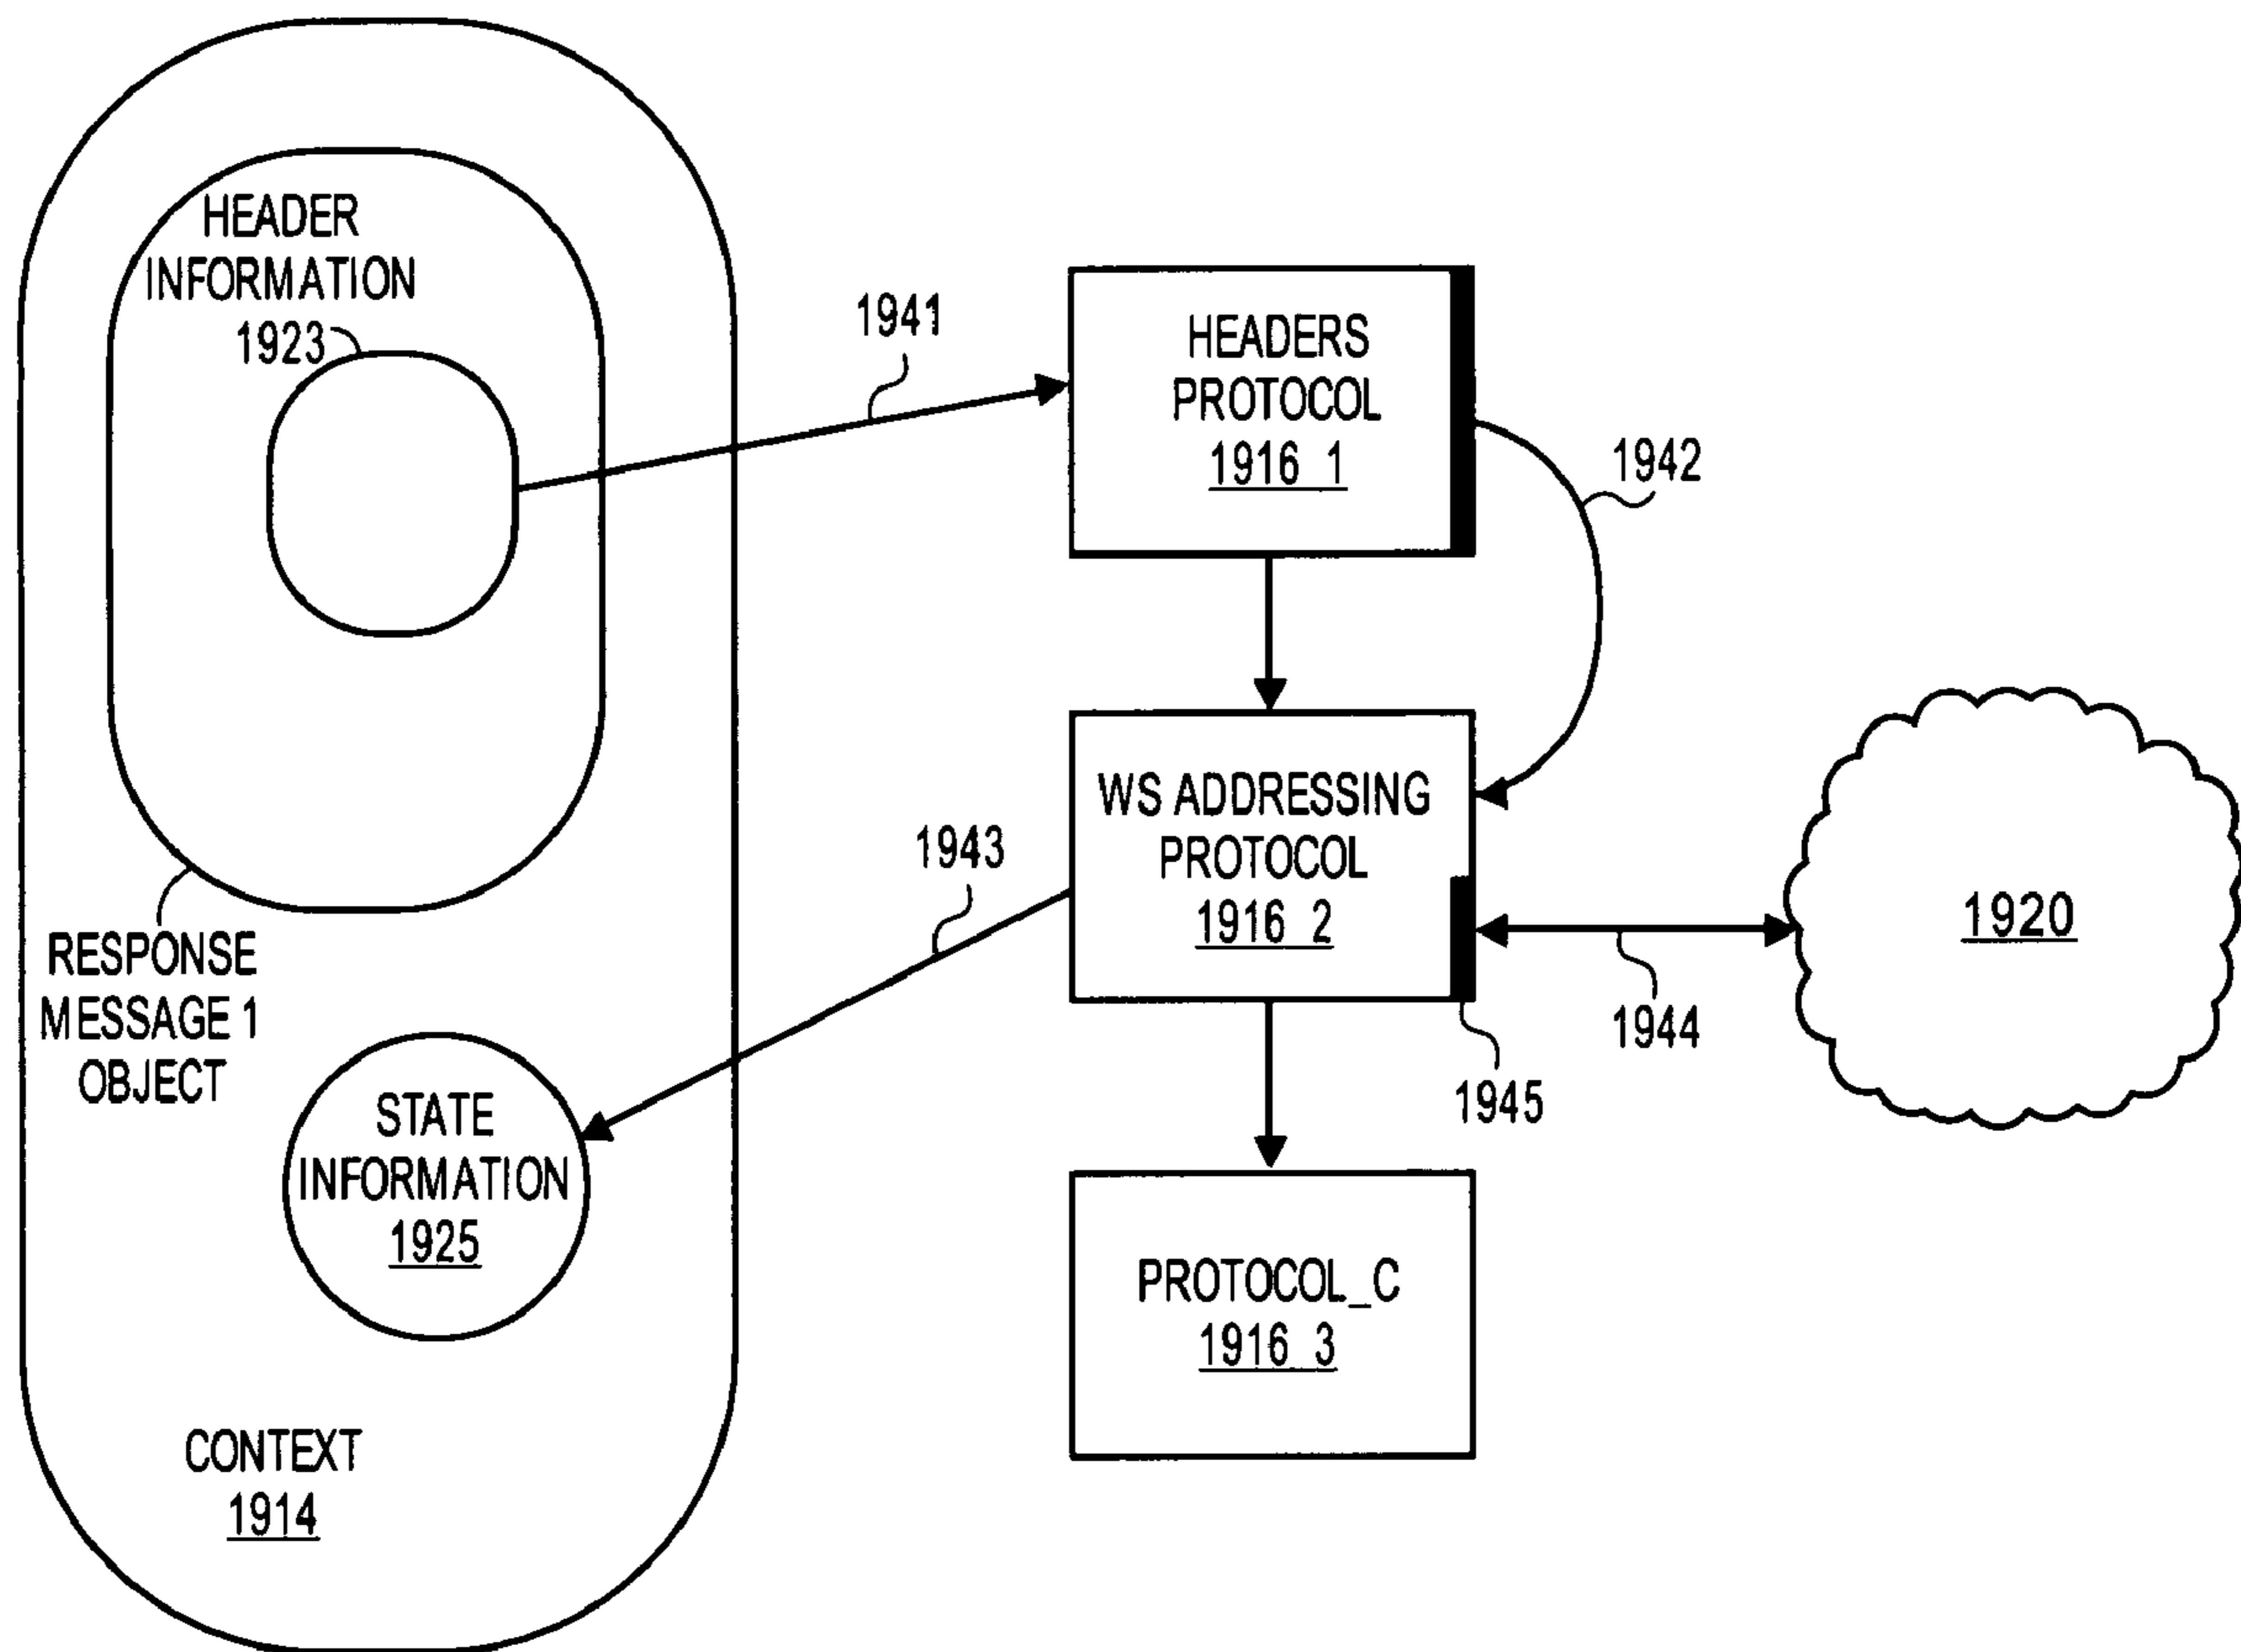 HEADER
INFORMATION
1923
1941
HEADERS
PROTOCOL
1916_1
1942
WS ADDRESSING
PROTOCOL
1916_2
1943
1920
1944
1945
RESPONSE
MESSAGE 1
OBJECT
STATE
INFORMATION
1925
PROTOCOL_C
1916_3
CONTEXT
1914